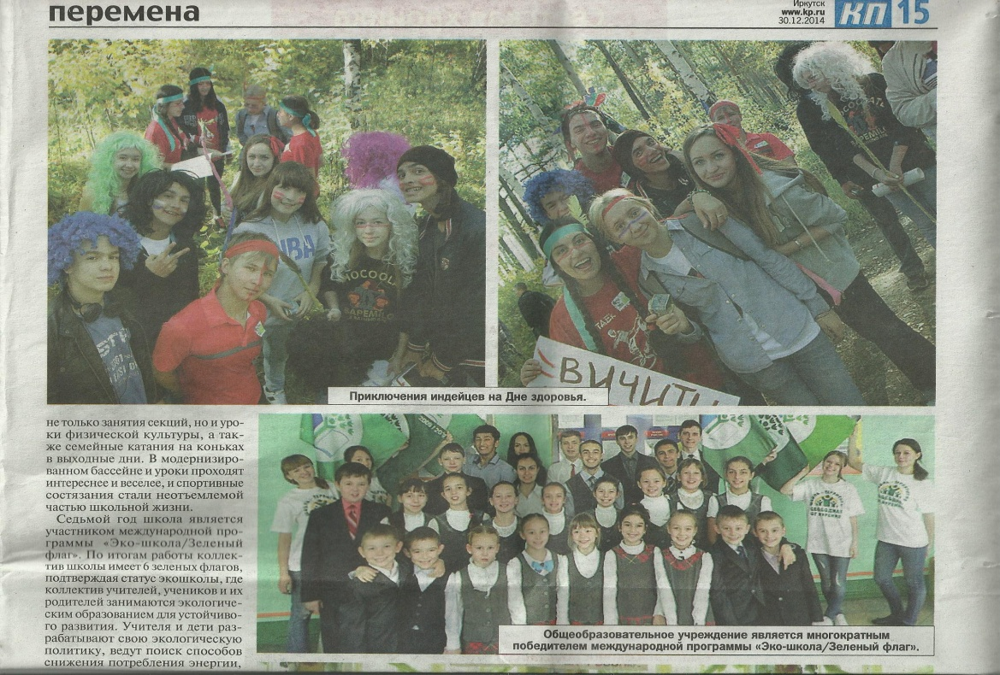 перемена
Иркутск
www.kp.ru
30.12.2014
КП 15
ВИЧИТЫ
Приключения индейцев на Дне здоровья.
не только занятия секций, но и уро-
ки физической культуры, а так-
же семейные катания на коньках
в выходные дни. В модернизиро-
ванном бассейне и уроки проходят
интереснее и веселее, и спортивные
состязания стали неотъемлемой
частью школьной жизни.
Седьмой год школа является
участником международной про-
граммы «Эко-школа/Зеленый
флаг». По итогам работы коллек-
тив школы имеет 6 зеленых флагов,
подтверждая статус экошколы, где
коллектив учителей, учеников и их
родителей занимаются экологиче-
ским образованием для устойчиво-
го развития. Учителя и дети раз-
рабатывают свою экологическую
политику, ведут поиск способов
снижения потребления энергии,
Общеобразовательное учреждение является многократным
победителем международной программы «Эко-школа/Зеленый флаг».